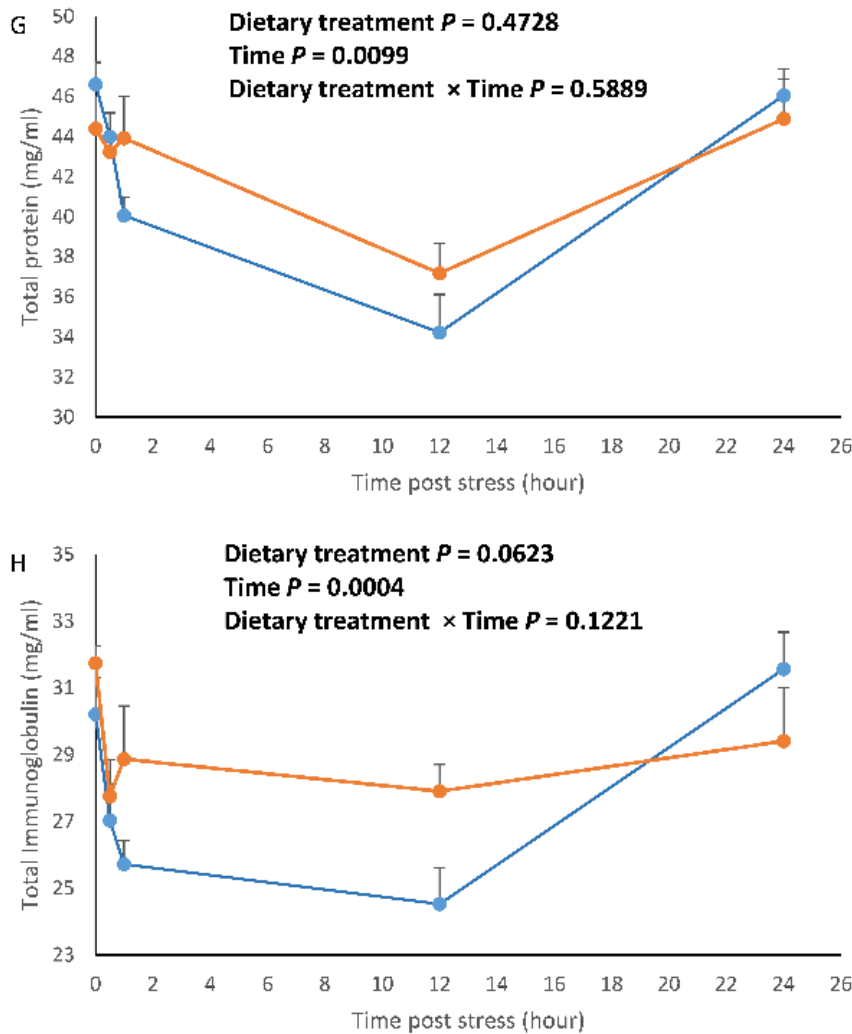 G
Dietary treatment P = 0.4728
Time P = 0.0099
Dietary treatment × Time P = 0.5889
Total protein (mg/ml)
50
48
46
44
42
40
38
36
34
32
30
0 2 4 6 8 10 12 14 16 18 20 22 24 26
Time post stress (hour)
H
Dietary treatment P = 0.0623
Time P = 0.0004
Dietary treatment × Time P = 0.1221
Total Immunoglobulin (mg/ml)
35
33
31
29
27
25
23
0 2 4 6 8 10 12 14 16 18 20 22 24 26
Time post stress (hour)